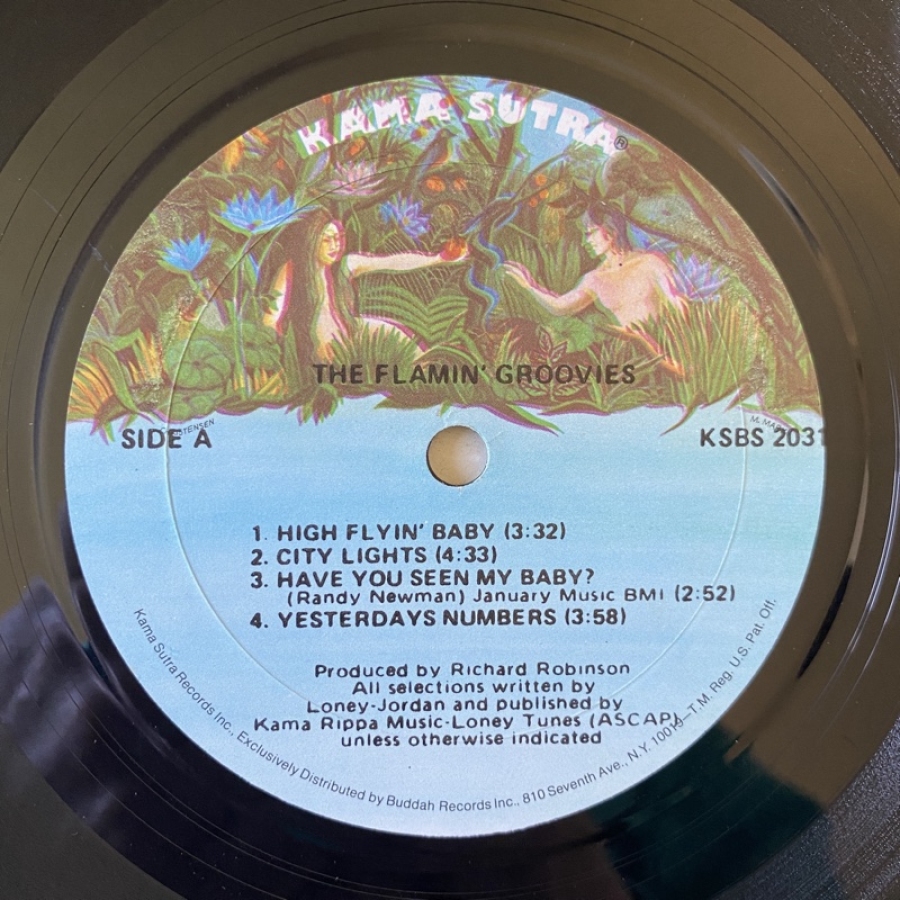 KAMA SUTRA®
THE FLAMIN' GROOVIES
SIDE A
KSBS 2031
1. HIGH FLYIN' BABY (3:32)
2. CITY LIGHTS (4:33)
3. HAVE YOU SEEN MY BABY?
(Randy Newman) January Music BMI (2:52)
4. YESTERDAYS NUMBERS (3:58)
Produced by Richard Robinson
All selections written by
Loney-Jordan and published by
Kama Rippa Music-Loney Tunes (ASCAP)
unless otherwise indicated
Kama Sutra Records Inc., Exclusively Distributed by Buddah Records Inc., 810 Seventh Ave., N.Y. 10019—T.M. Reg. U.S. Pat. Off.